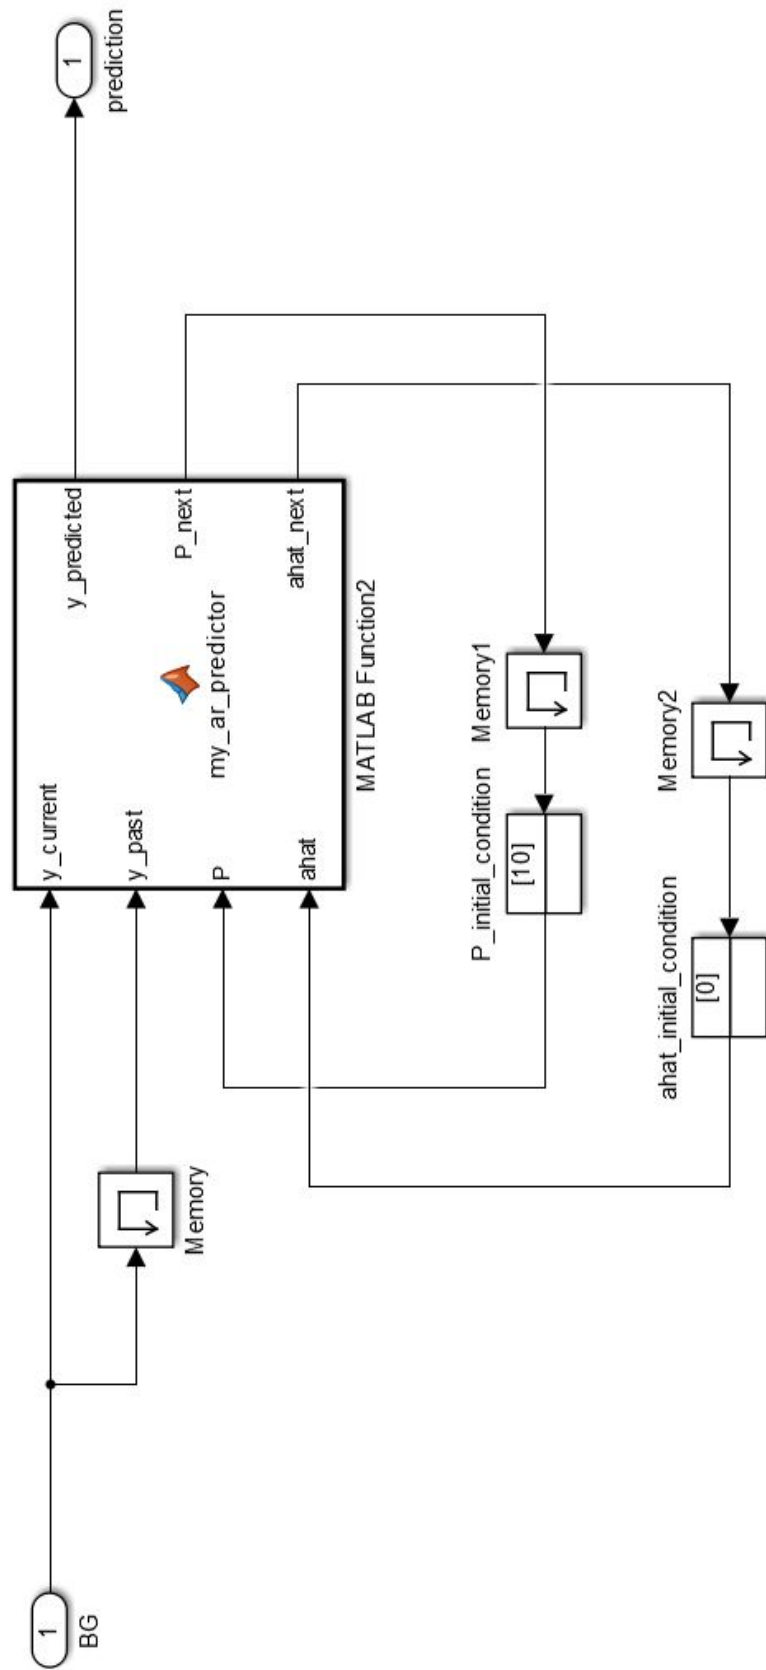 1
BG
Memory
y_current
y_past
P
ahat
my_ar_predictor
y_predicted
P_next
ahat_next
MATLAB Function2
1
prediction
P_initial_condition
[10]
Memory1
ahat_initial_condition
[0]
Memory2